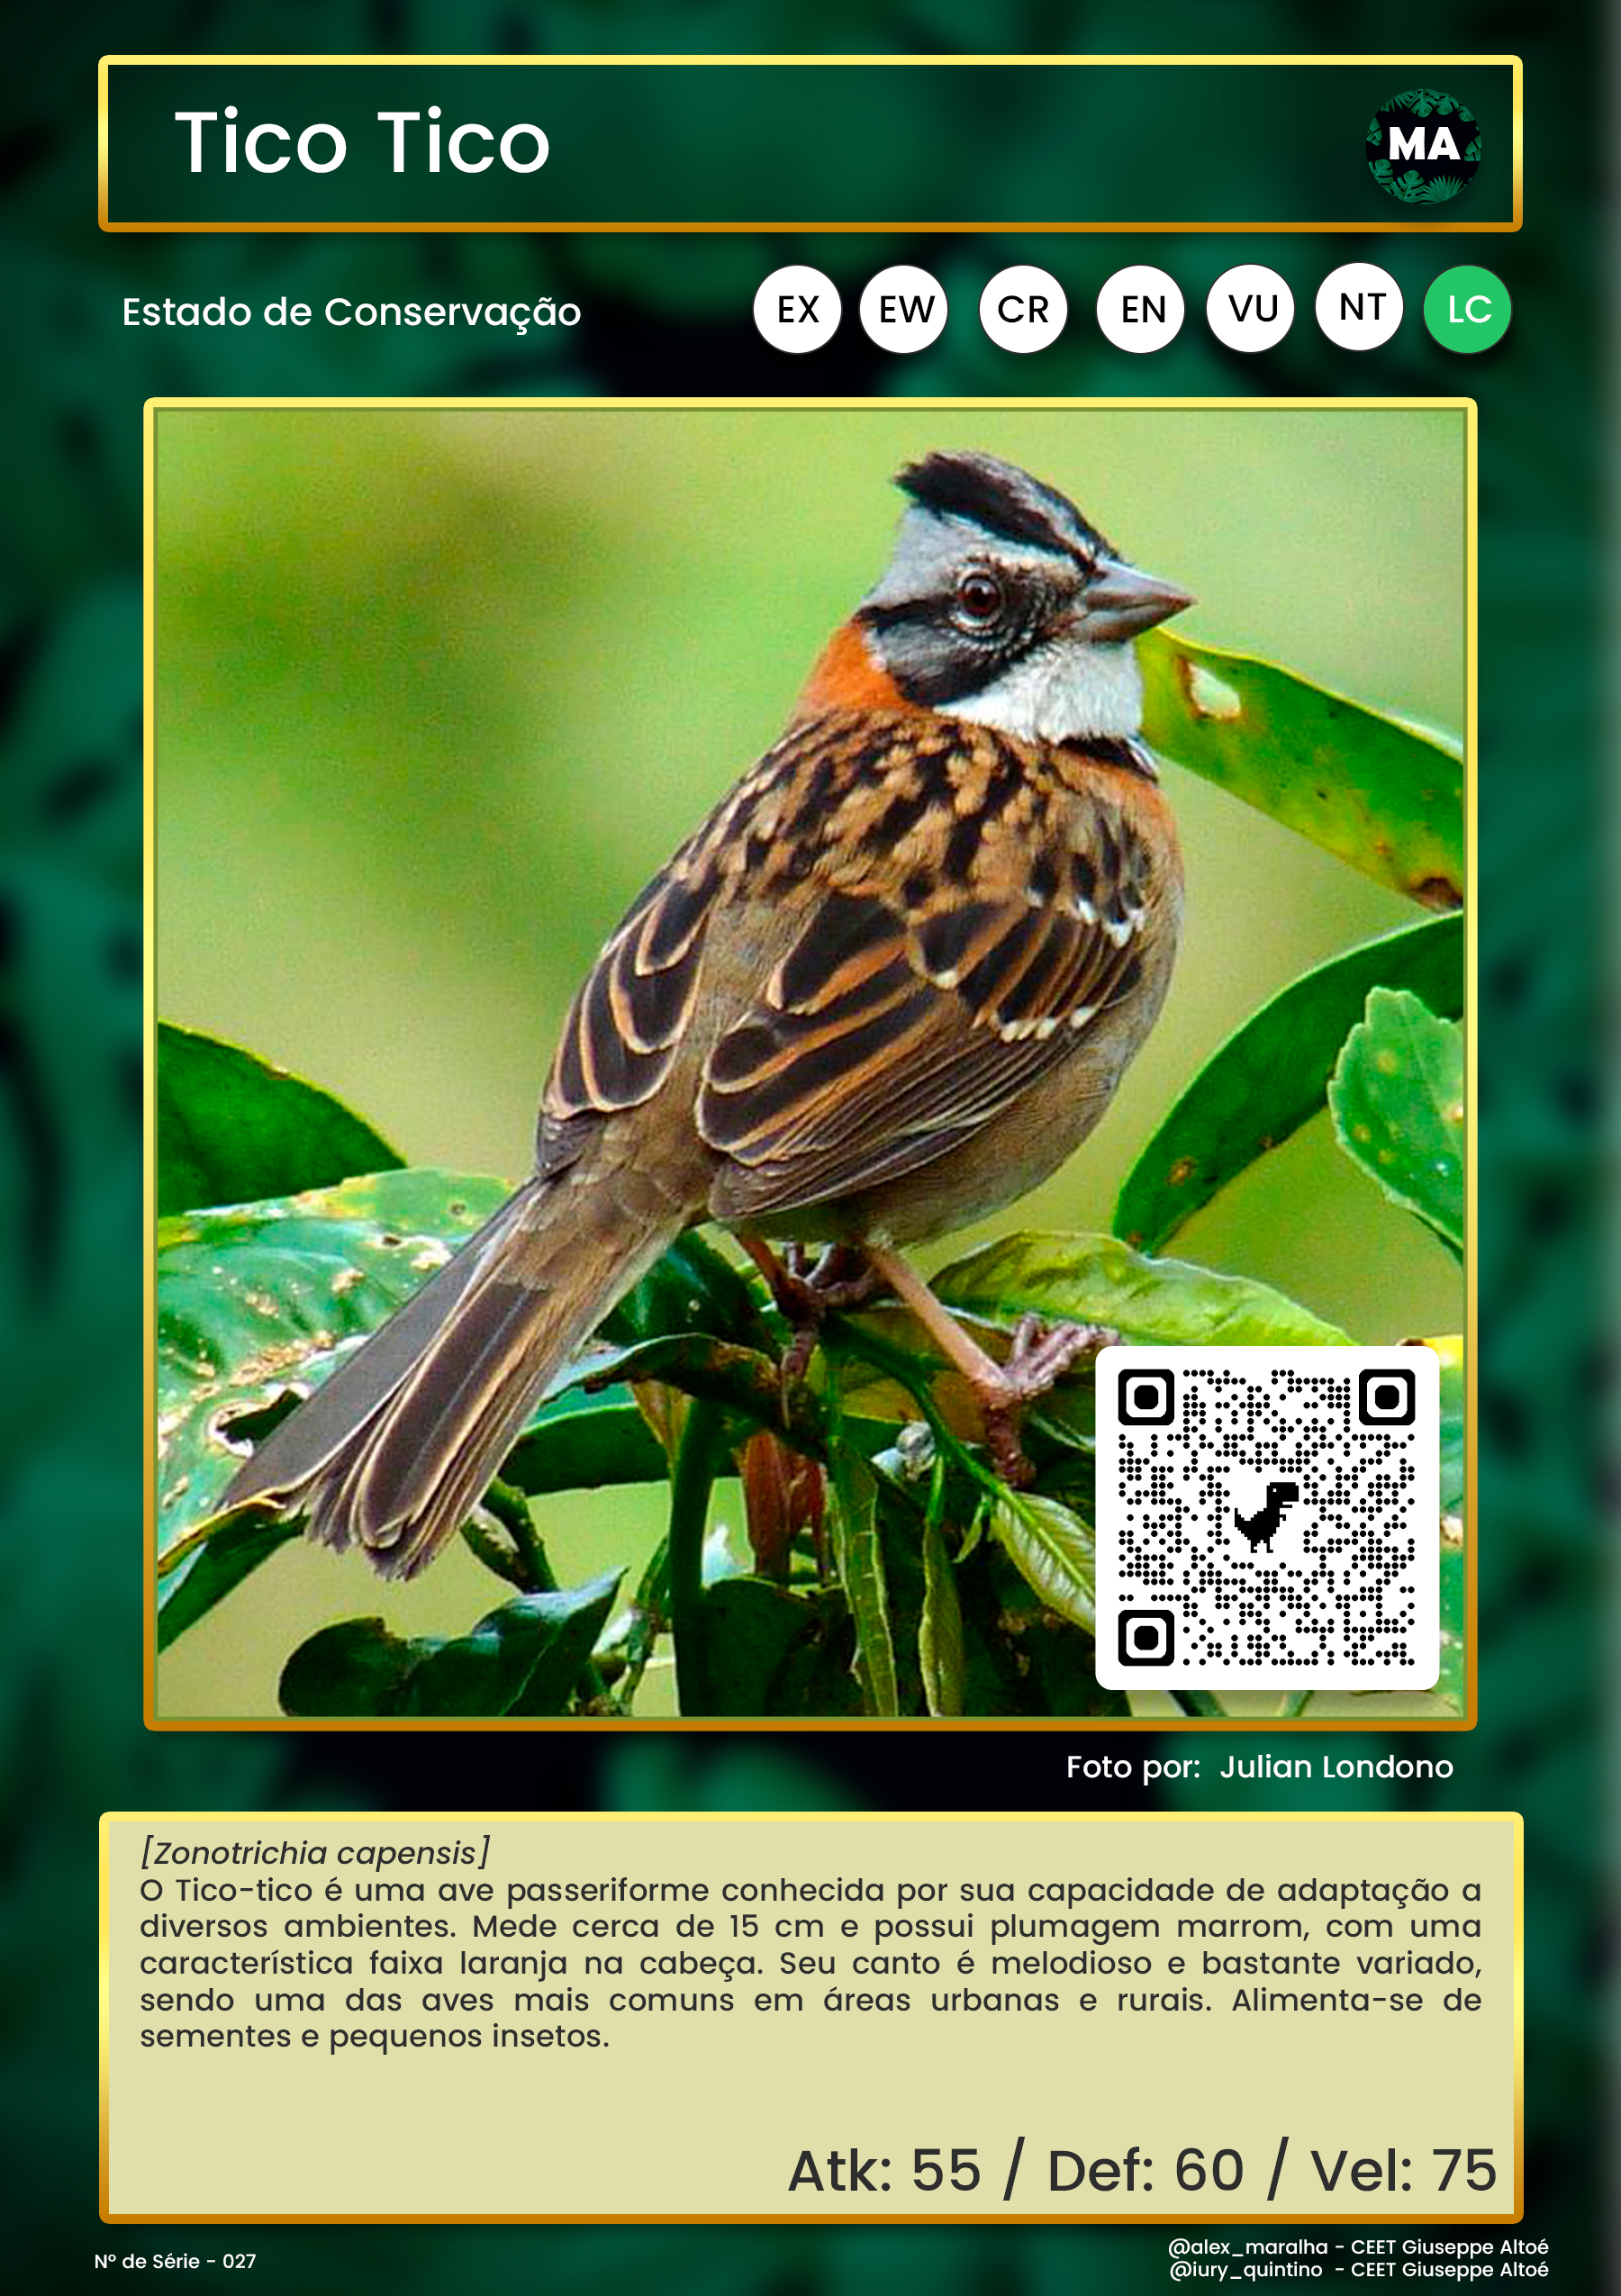 Tico Tico
MA
Estado de Conservação
EX EW CR EN VU NT LC
Foto por: Julian Londono
[Zonotrichia capensis]
O Tico-tico é uma ave passeriforme conhecida por sua capacidade de adaptação a
diversos ambientes. Mede cerca de 15 cm e possui plumagem marrom, com uma
característica faixa laranja na cabeça. Seu canto é melodioso e bastante variado,
sendo uma das aves mais comuns em áreas urbanas e rurais. Alimenta-se de
sementes e pequenos insetos.
Atk: 55 / Def: 60 / Vel: 75
Nº de Série - 027
@alex_maralha - CEET Giuseppe Altoé
@iury_quintino - CEET Giuseppe Altoé